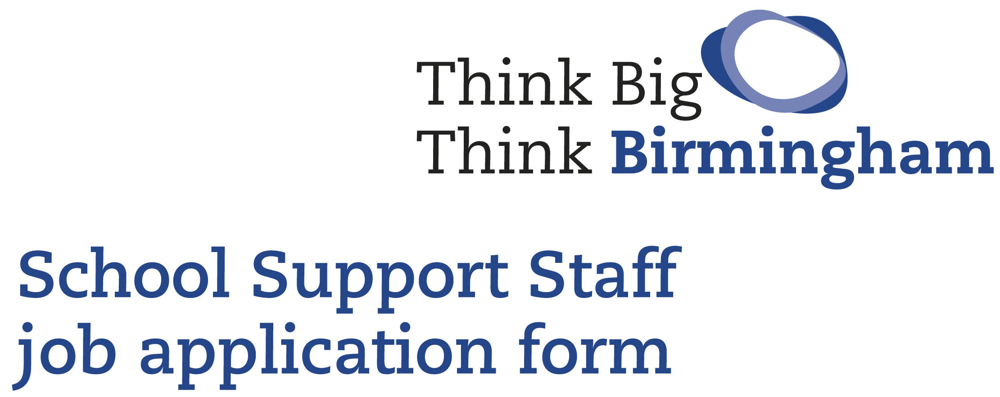 Think Big
Think Birmingham
School Support Staff
job application form